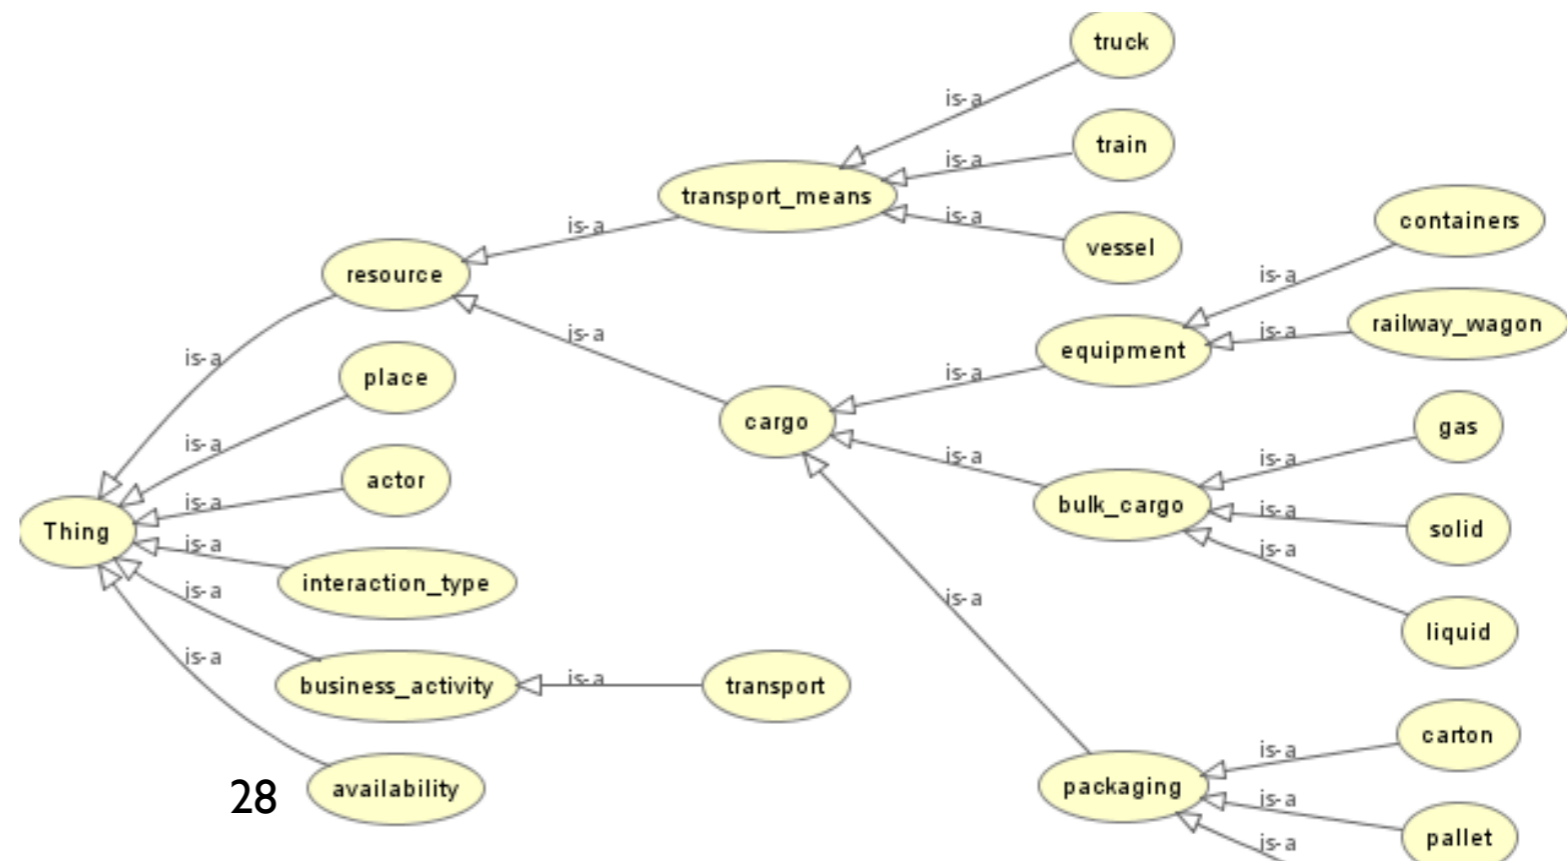 truck
is-a
train
is-a
transport_means
containers
is-a
is-a
vessel
resource
is-a
railway_wagon
is-a
is-a
equipment
is-a
place
is-a
cargo
gas
is-a
is-a
is-a
actor
is-a
bulk_cargo
is-a
solid
Thing
is-a
is-a
interaction_type
is-a
is-a
liquid
is-a
business_activity
is-a
transport
carton
is-a
28
availability
packaging
is-a
pallet
is-a